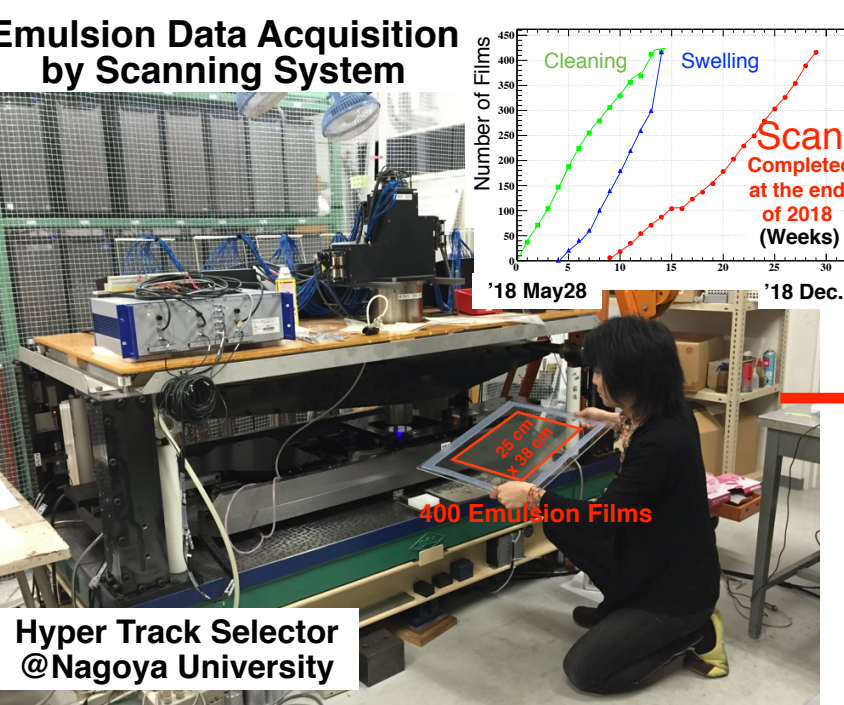 Emulsion Data Acquisition
by Scanning System
Number of Films
450
400
350
300
250
200
150
100
50
0
0
5
10
15
20
25
30
Cleaning
Swelling
Scan
Completed
at the end
of 2018
(Weeks)
’18 May28
’18 Dec.
25 cm
x 38 cm
400 Emulsion Films
Hyper Track Selector
@Nagoya University